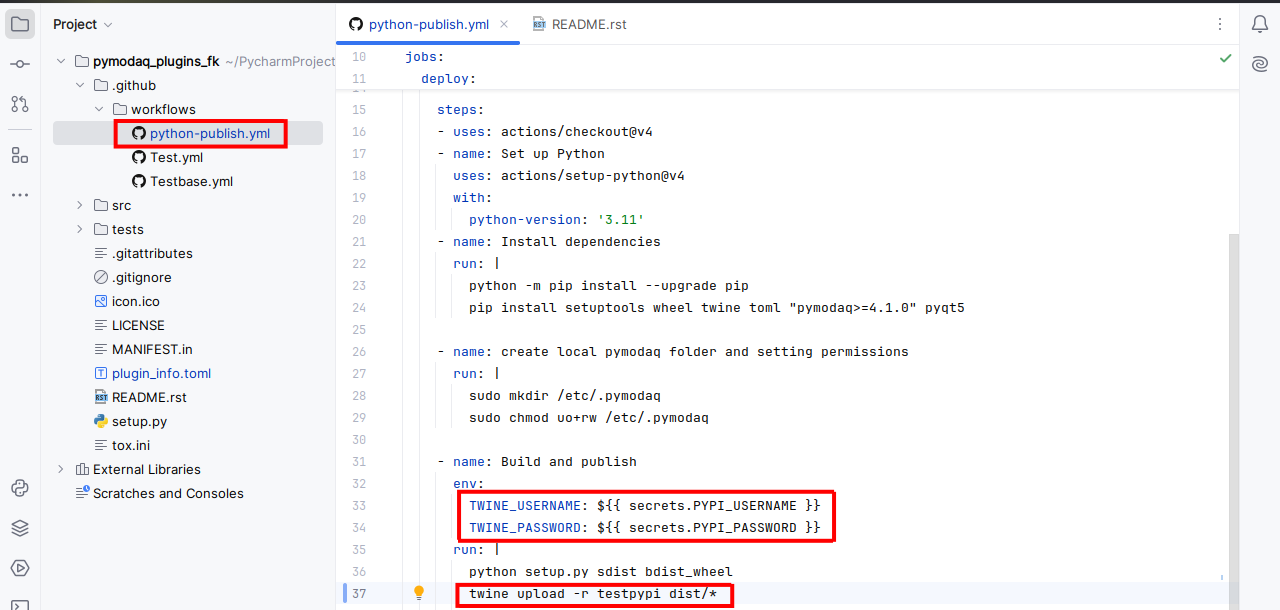 Project
pymodaq_plugins_fk ~/PycharmProject
.github
workflows
python-publish.yml
Test.yml
Testbase.yml
src
tests
.gitattributes
.gitignore
icon.ico
LICENSE
MANIFEST.in
plugin_info.toml
README.rst
setup.py
tox.ini
External Libraries
Scratches and Consoles
python-publish.yml
README.rst
10 jobs:
11 deploy:
15 steps:
16 - uses: actions/checkout@v4
17 - name: Set up Python
18 uses: actions/setup-python@v4
19 with:
20 python-version: '3.11'
21 - name: Install dependencies
22 run: |
23 python -m pip install --upgrade pip
24 pip install setuptools wheel twine toml "pymodaq>=4.1.0" pyqt5
25
26 - name: create local pymodaq folder and setting permissions
27 run: |
28 sudo mkdir /etc/.pymodaq
29 sudo chmod uo+rw /etc/.pymodaq
30
31 - name: Build and publish
32 env:
33 TWINE_USERNAME: ${{ secrets.PYPI_USERNAME }}
34 TWINE_PASSWORD: ${{ secrets.PYPI_PASSWORD }}
35 run: |
36 python setup.py sdist bdist_wheel
37 twine upload -r testpypi dist/*